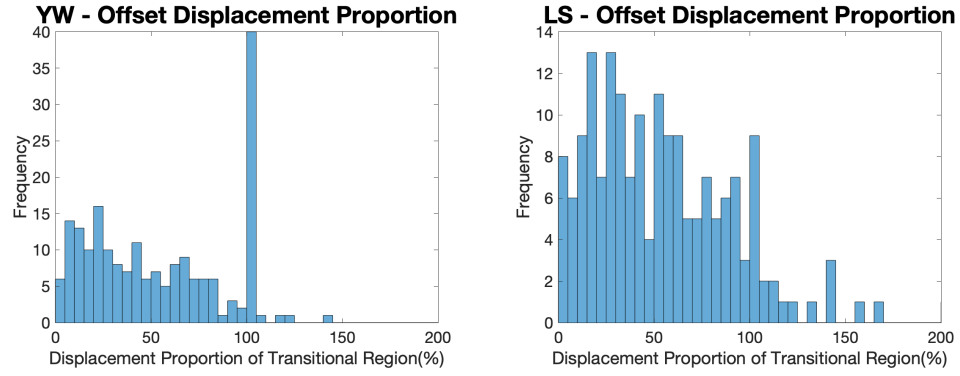 YW - Offset Displacement Proportion
40
35
30
25
20
15
10
5
0
Frequency
0 50 100 150 200
Displacement Proportion of Transitional Region(%)
LS - Offset Displacement Proportion
14
12
10
8
6
4
2
0
Frequency
0 50 100 150 200
Displacement Proportion of Transitional Region(%)